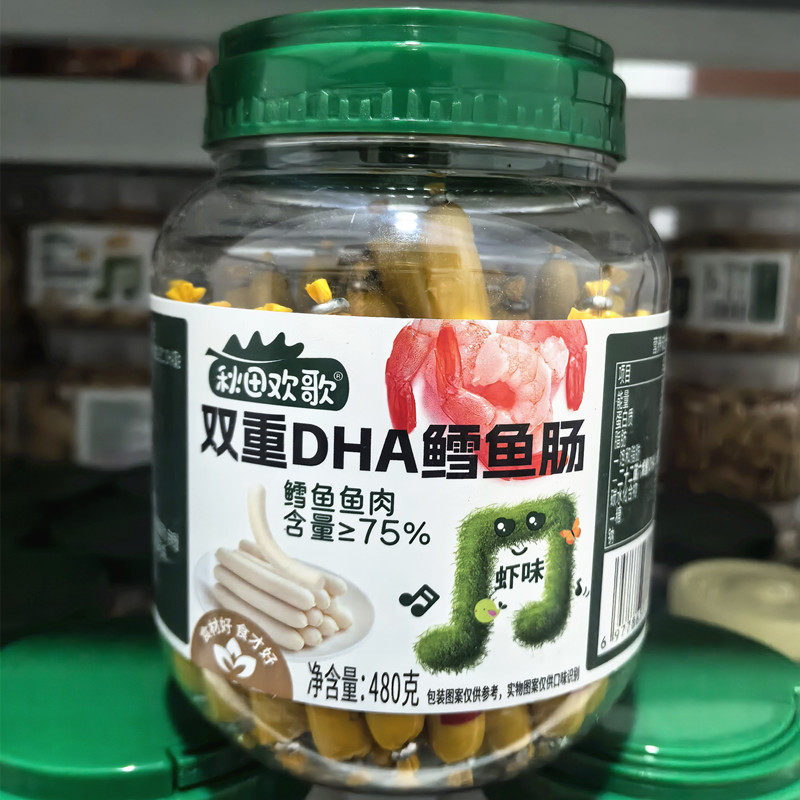 秋田欢歌®
双重DHA鳕鱼肠
鳕鱼鱼肉
含量≥75%
虾味
食材好 食才好
净含量:480克
包装图案仅供参考，实物图案仅供口味识别
项目